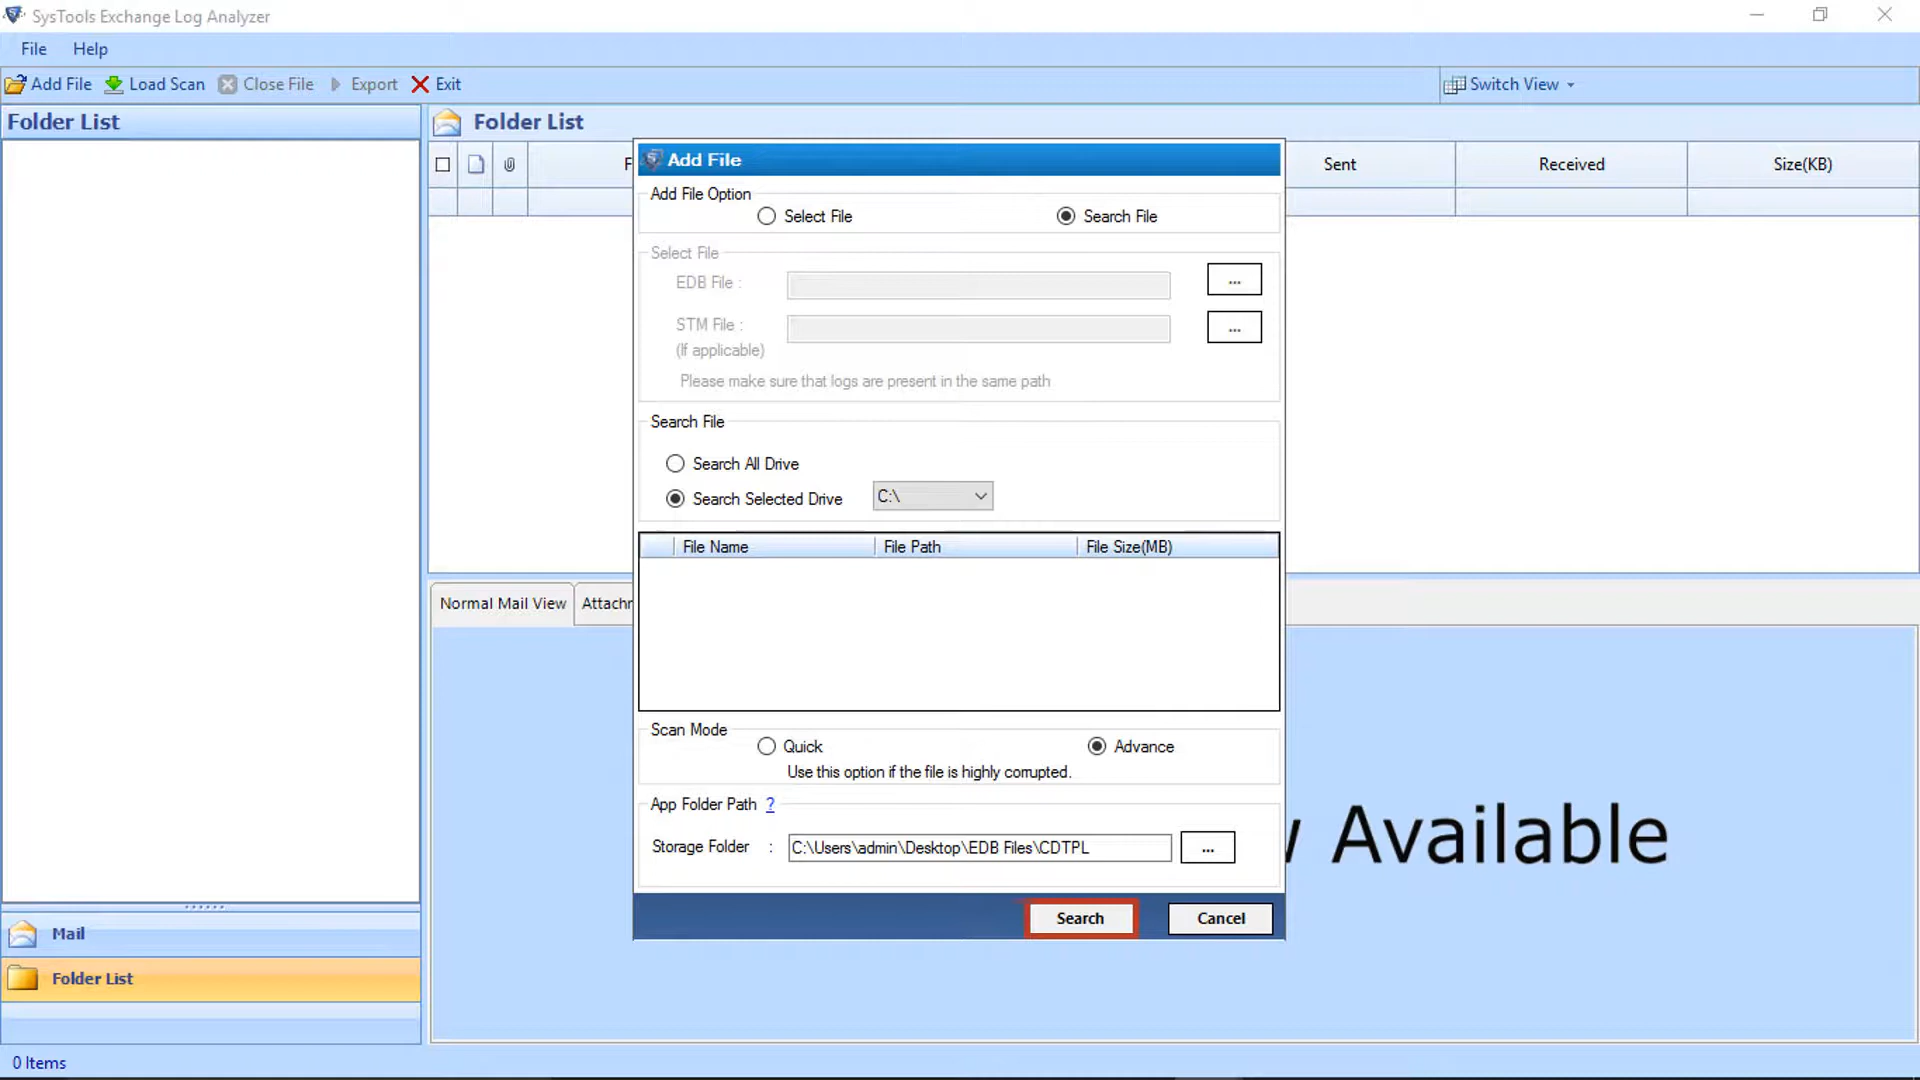 SysTools Exchange Log Analyzer
File Help
Add File Load Scan Close File Export Exit Switch View
Folder List
Folder List
F Sent Received Size(KB)
Add File
Add File Option
Select File Search File
Select File
EDB File : ...
STM File : ...
(If applicable)
Please make sure that logs are present in the same path
Search File
Search All Drive
Search Selected Drive C:\
File Name File Path File Size(MB)
Normal Mail View Attachm
Scan Mode
Quick Advance
Use this option if the file is highly corrupted.
App Folder Path ?
Storage Folder : C:\Users\admin\Desktop\EDB Files\CDTPL ...
Available
Search Cancel
Mail
Folder List
0 Items